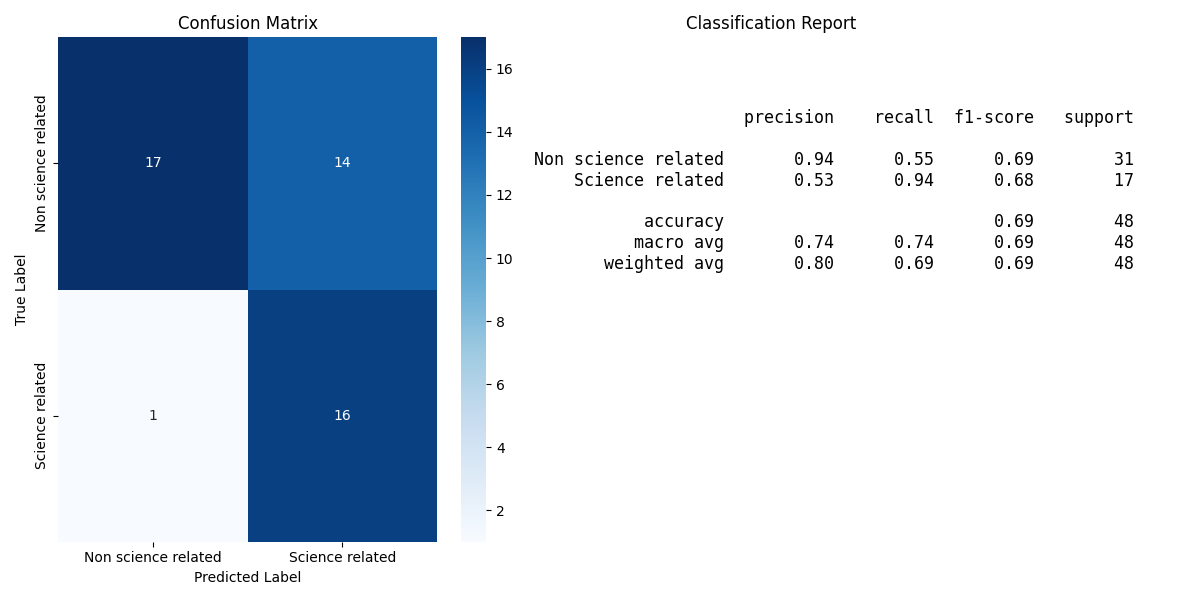 Confusion Matrix
Non science related
Science related
True Label
17
14
1
16
Non science related
Science related
Predicted Label
16
14
12
10
8
6
4
2
Classification Report
precision recall f1-score support
Non science related 0.94 0.55 0.69 31
Science related 0.53 0.94 0.68 17
accuracy 0.69 48
macro avg 0.74 0.74 0.69 48
weighted avg 0.80 0.69 0.69 48